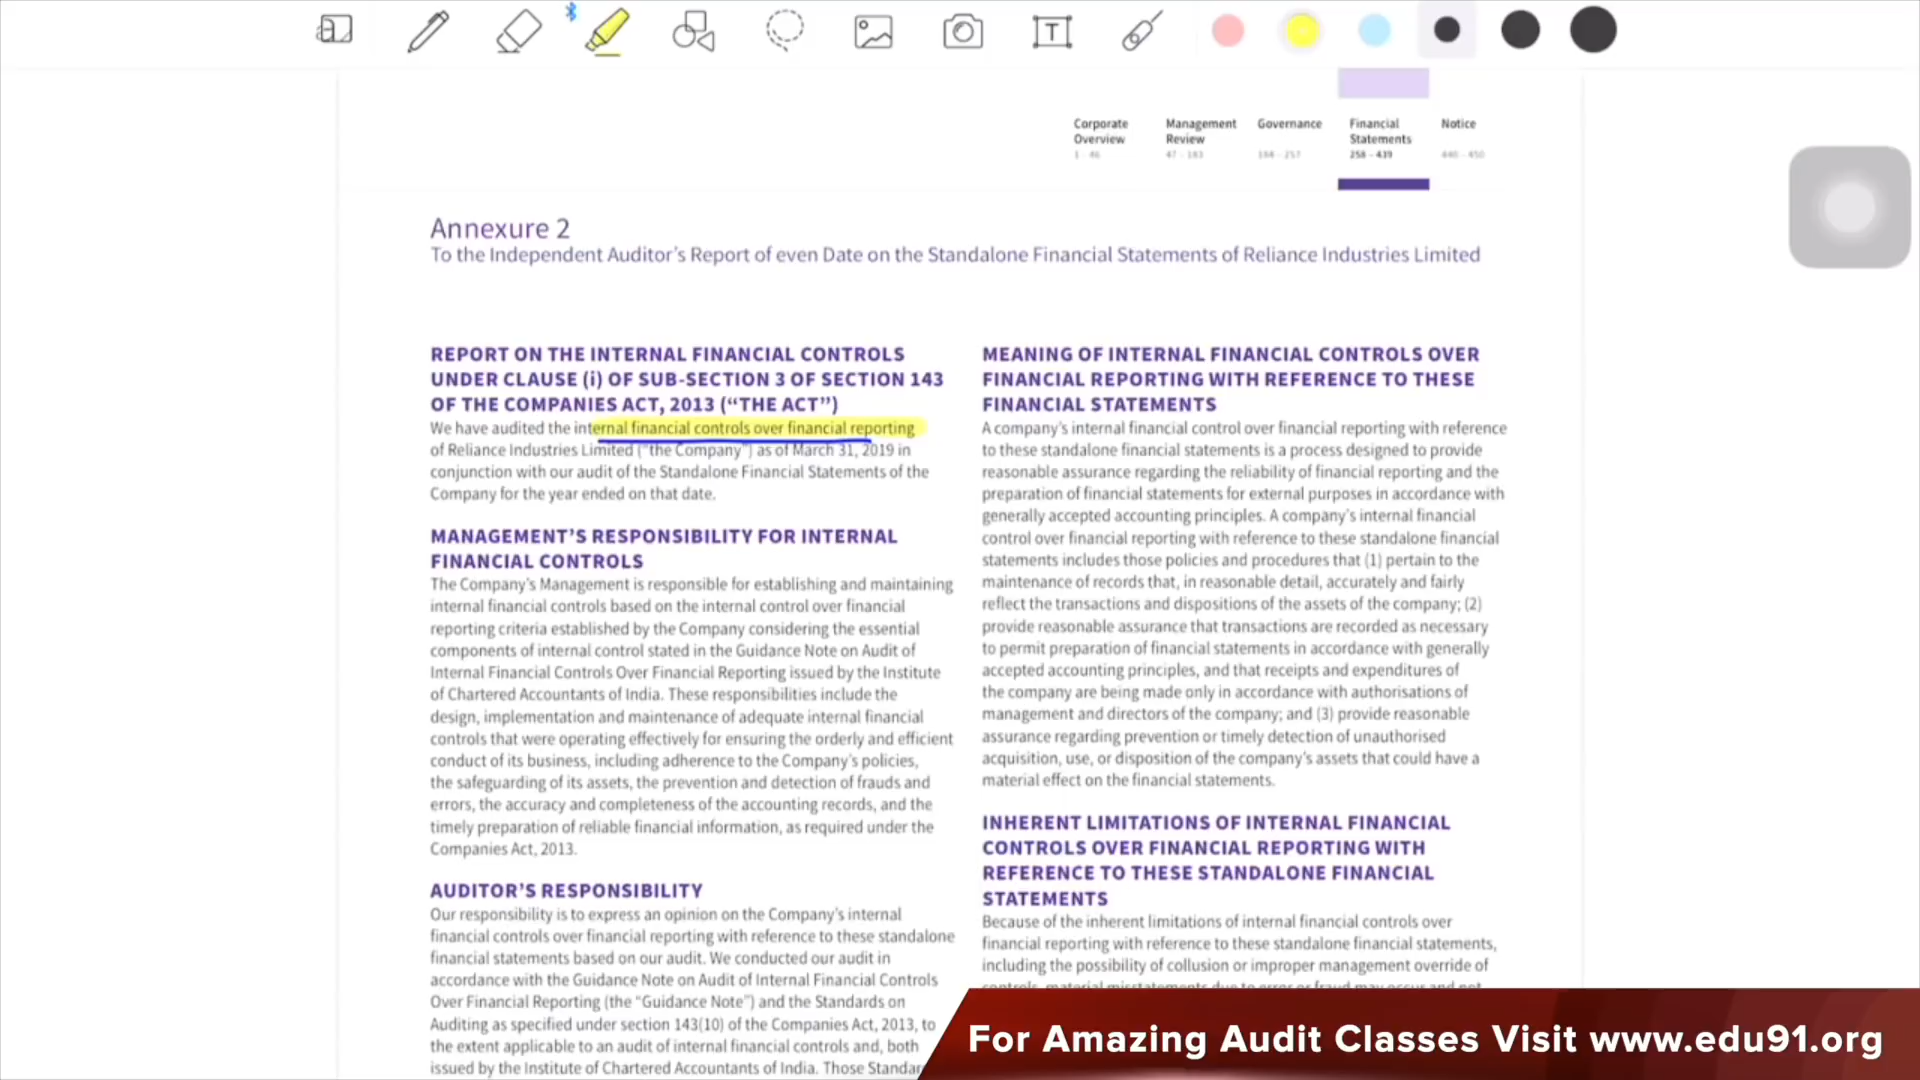 Corporate
Overview
1 - 46
Management
Review
47 - 183
Governance
Financial
Statements
258 - 439
Notice
T
Annexure 2
To the Independent Auditor’s Report of even Date on the Standalone Financial Statements of Reliance Industries Limited
REPORT ON THE INTERNAL FINANCIAL CONTROLS
UNDER CLAUSE (i) OF SUB-SECTION 3 OF SECTION 143
OF THE COMPANIES ACT, 2013 (“THE ACT”)
We have audited the internal financial controls over financial reporting
of Reliance Industries Limited (“the Company”) as of March 31, 2019 in
conjunction with our audit of the Standalone Financial Statements of the
Company for the year ended on that date.
MANAGEMENT’S RESPONSIBILITY FOR INTERNAL
FINANCIAL CONTROLS
The Company’s Management is responsible for establishing and maintaining
internal financial controls based on the internal control over financial
reporting criteria established by the Company considering the essential
components of internal control stated in the Guidance Note on Audit of
Internal Financial Controls Over Financial Reporting issued by the Institute
of Chartered Accountants of India. These responsibilities include the
design, implementation and maintenance of adequate internal financial
controls that were operating effectively for ensuring the orderly and efficient
conduct of its business, including adherence to the Company’s policies,
the safeguarding of its assets, the prevention and detection of frauds and
errors, the accuracy and completeness of the accounting records, and the
timely preparation of reliable financial information, as required under the
Companies Act, 2013.
AUDITOR’S RESPONSIBILITY
Our responsibility is to express an opinion on the Company’s internal
financial controls over financial reporting with reference to these standalone
financial statements based on our audit. We conducted our audit in
accordance with the Guidance Note on Audit of Internal Financial Controls
Over Financial Reporting (the “Guidance Note”) and the Standards on
Auditing as specified under section 143(10) of the Companies Act, 2013, to
the extent applicable to an audit of internal financial controls and, both
issued by the Institute of Chartered Accountants of India. Those
MEANING OF INTERNAL FINANCIAL CONTROLS OVER
FINANCIAL REPORTING WITH REFERENCE TO THESE
FINANCIAL STATEMENTS
A company’s internal financial control over financial reporting with reference
to these standalone financial statements is a process designed to provide
reasonable assurance regarding the reliability of financial reporting and the
preparation of financial statements for external purposes in accordance with
generally accepted accounting principles. A company’s internal financial
control over financial reporting with reference to these standalone financial
statements includes those policies and procedures that (1) pertain to the
maintenance of records that, in reasonable detail, accurately and fairly
reflect the transactions and dispositions of the assets of the company; (2)
provide reasonable assurance that transactions are recorded as necessary
to permit preparation of financial statements in accordance with generally
accepted accounting principles, and that receipts and expenditures of
the company are being made only in accordance with authorisations of
management and directors of the company; and (3) provide reasonable
assurance regarding prevention or timely detection of unauthorised
acquisition, use, or disposition of the company’s assets that could have a
material effect on the financial statements.
INHERENT LIMITATIONS OF INTERNAL FINANCIAL
CONTROLS OVER FINANCIAL REPORTING WITH
REFERENCE TO THESE STANDALONE FINANCIAL
STATEMENTS
Because of the inherent limitations of internal financial controls over
financial reporting with reference to these standalone financial statements,
including the possibility of collusion or improper management override of
For Amazing Audit Classes Visit www.edu91.org